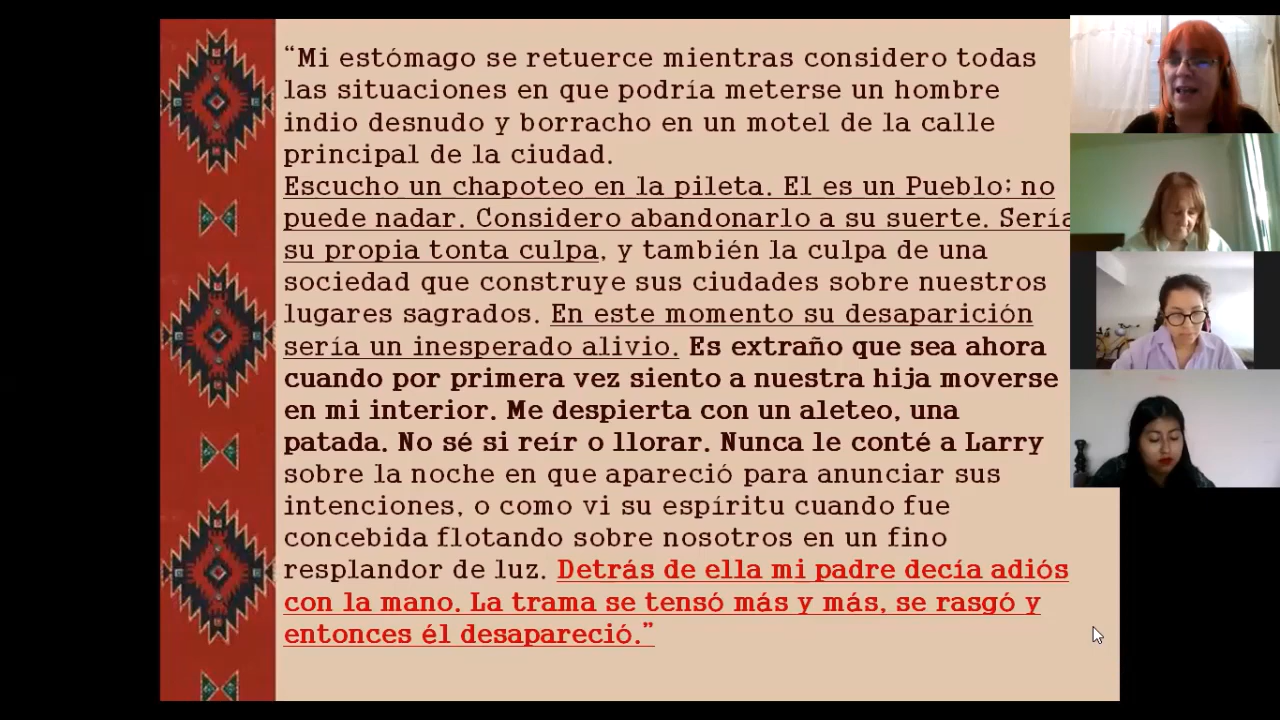 “Mi estómago se retuerce mientras considero todas
las situaciones en que podría meterse un hombre
indio desnudo y borracho en un motel de la calle
principal de la ciudad.
Escucho un chapoteo en la pileta. El es un Pueblo; no
puede nadar. Considero abandonarlo a su suerte. Sería
su propia tonta culpa, y también la culpa de una
sociedad que construye sus ciudades sobre nuestros
lugares sagrados. En este momento su desaparición
sería un inesperado alivio. Es extraño que sea ahora
cuando por primera vez siento a nuestra hija moverse
en mi interior. Me despierta con un aleteo, una
patada. No sé si reír o llorar. Nunca le conté a Larry
sobre la noche en que apareció para anunciar sus
intenciones, o como vi su espíritu cuando fue
concebida flotando sobre nosotros en un fino
resplandor de luz. Detrás de ella mi padre decía adiós
con la mano. La trama se tensó más y más, se rasgó y
entonces él desapareció.”